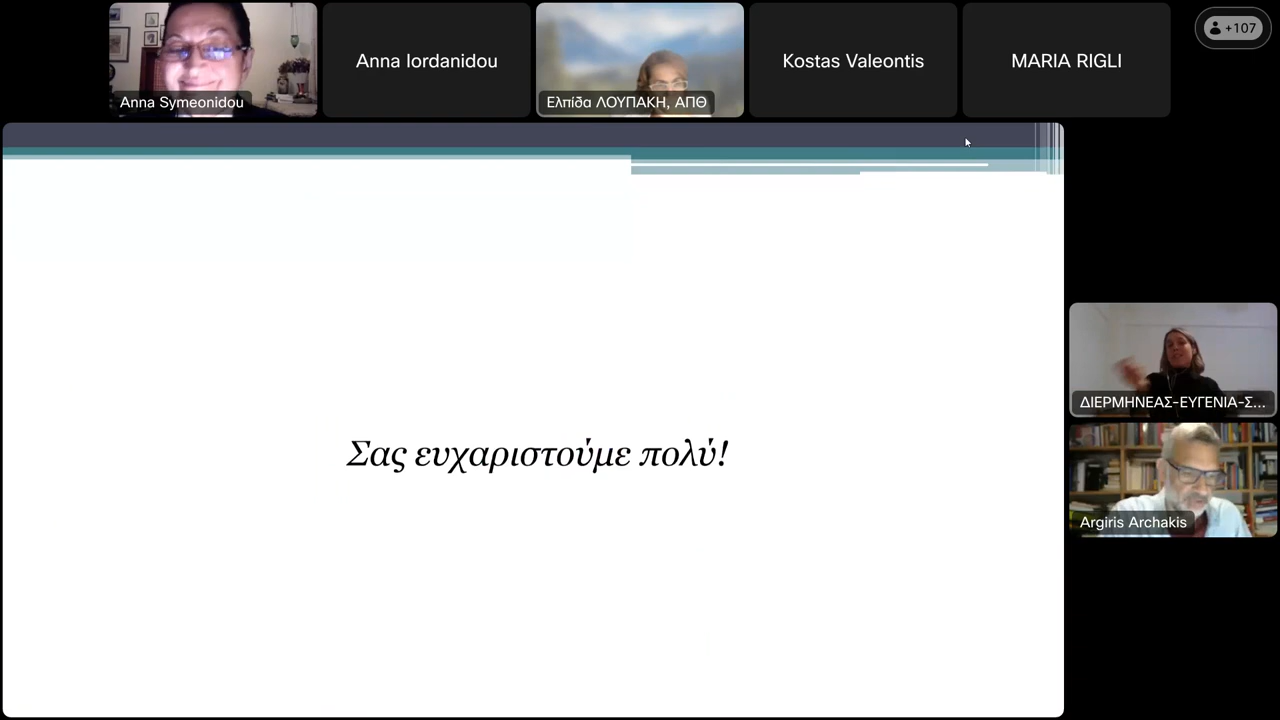 Anna Symeonidou
Anna Iordanidou
Ελπίδα ΛΟΥΠΑΚΗ, ΑΠΘ
Kostas Valeontis
MARIA RIGLI
+107
Σας ευχαριστούμε πολύ!
ΔΙΕΡΜΗΝΕΑΣ-ΕΥΓΕΝΙΑ-Σ...
Argiris Archakis